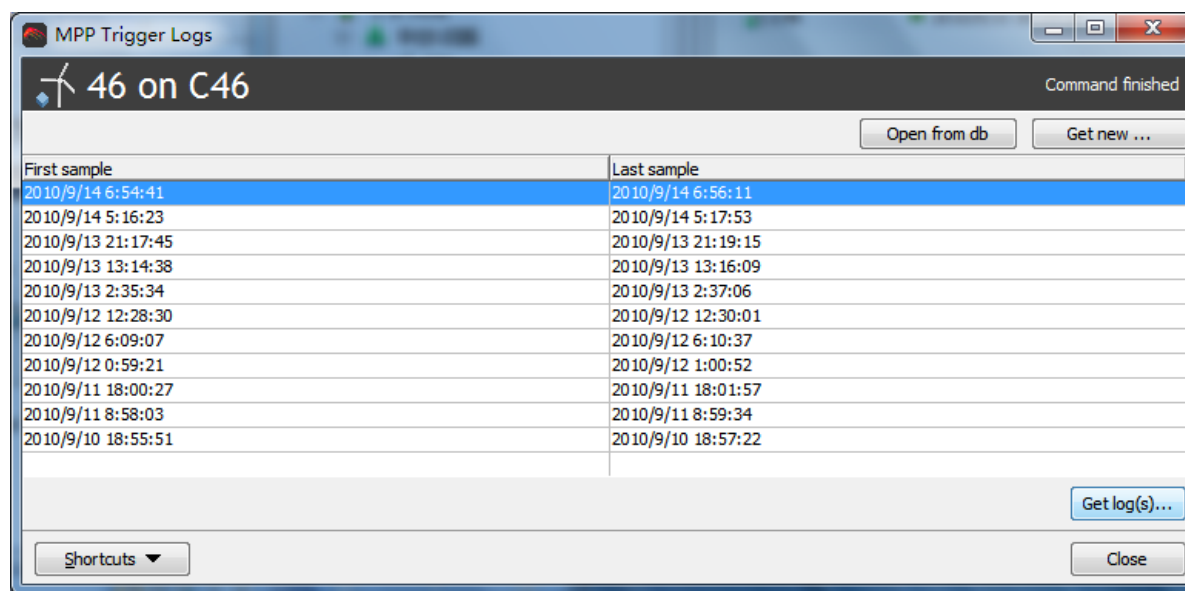 MPP Trigger Logs
46 on C46
Command finished
Open from db
Get new ...
First sample Last sample
2010/9/14 6:54:41 2010/9/14 6:56:11
2010/9/14 5:16:23 2010/9/14 5:17:53
2010/9/13 21:17:45 2010/9/13 21:19:15
2010/9/13 13:14:38 2010/9/13 13:16:09
2010/9/13 2:35:34 2010/9/13 2:37:06
2010/9/12 12:28:30 2010/9/12 12:30:01
2010/9/12 6:09:07 2010/9/12 6:10:37
2010/9/12 0:59:21 2010/9/12 1:00:52
2010/9/11 18:00:27 2010/9/11 18:01:57
2010/9/11 8:58:03 2010/9/11 8:59:34
2010/9/10 18:55:51 2010/9/10 18:57:22
Get log(s)...
Shortcuts
Close